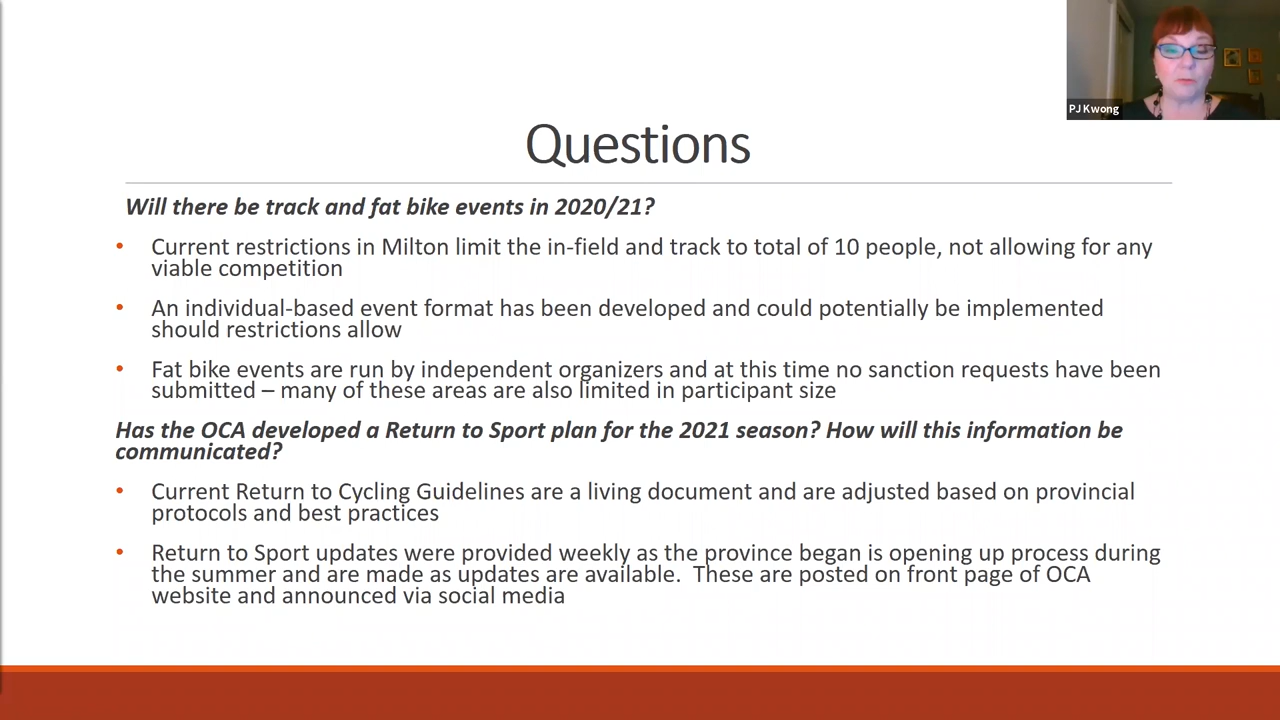 PJ Kwong
Questions
Will there be track and fat bike events in 2020/21?
• Current restrictions in Milton limit the in-field and track to total of 10 people, not allowing for any
viable competition
• An individual-based event format has been developed and could potentially be implemented
should restrictions allow
• Fat bike events are run by independent organizers and at this time no sanction requests have been
submitted – many of these areas are also limited in participant size
Has the OCA developed a Return to Sport plan for the 2021 season? How will this information be
communicated?
• Current Return to Cycling Guidelines are a living document and are adjusted based on provincial
protocols and best practices
• Return to Sport updates were provided weekly as the province began is opening up process during
the summer and are made as updates are available.  These are posted on front page of OCA
website and announced via social media